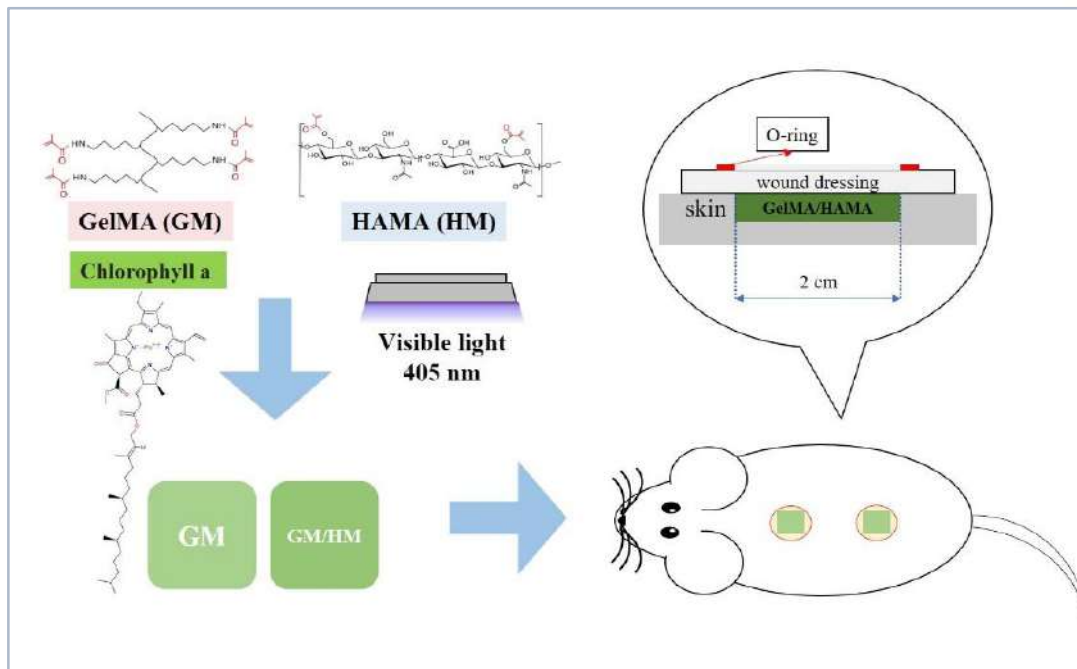 GelMA (GM)
HAMA (HM)
Chlorophyll a
Visible light
405 nm
GM
GM/HM
O-ring
wound dressing
skin
GelMA/HAMA
2 cm